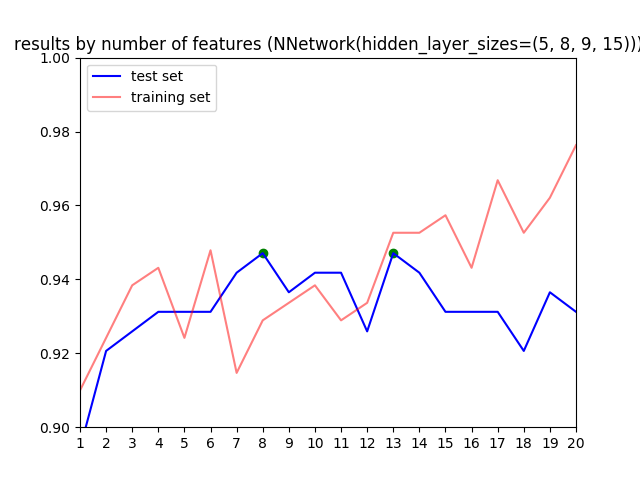 results by number of features (NNetwork(hidden_layer_sizes=(5, 8, 9, 15)))
1.00
test set
training set
0.98
0.96
0.94
0.92
0.90
1 2 3 4 5 6 7 8 9 10 11 12 13 14 15 16 17 18 19 20